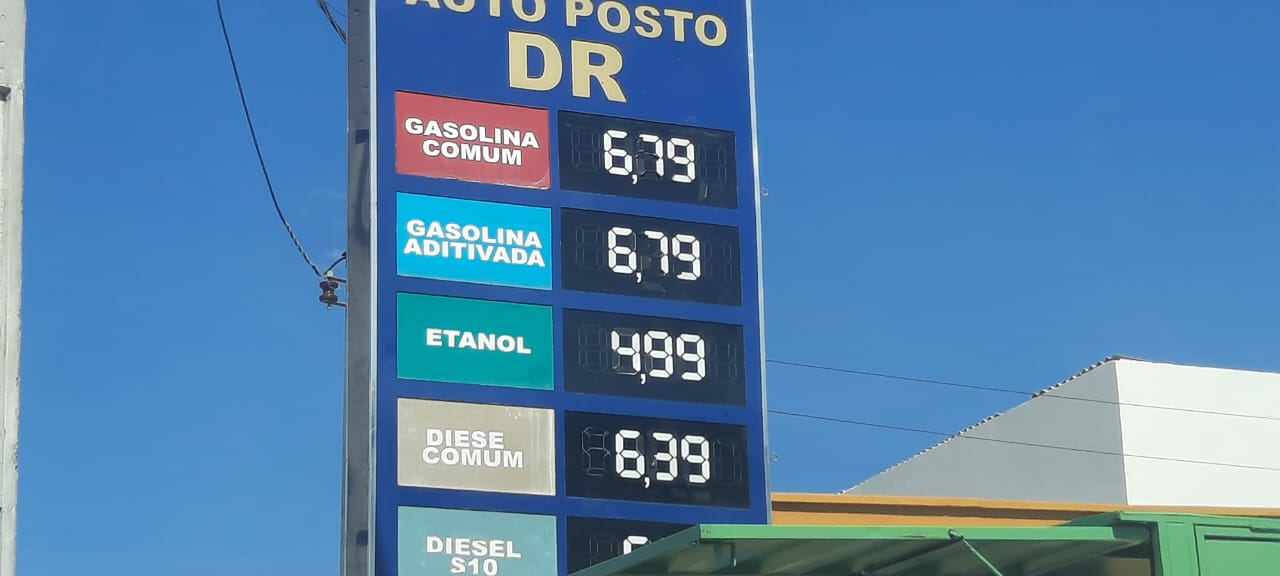 AUTO POSTO
DR
GASOLINA
COMUM
6,79
GASOLINA
ADITIVADA
6,79
ETANOL
4,99
DIESE
COMUM
6,39
DIESEL
S10